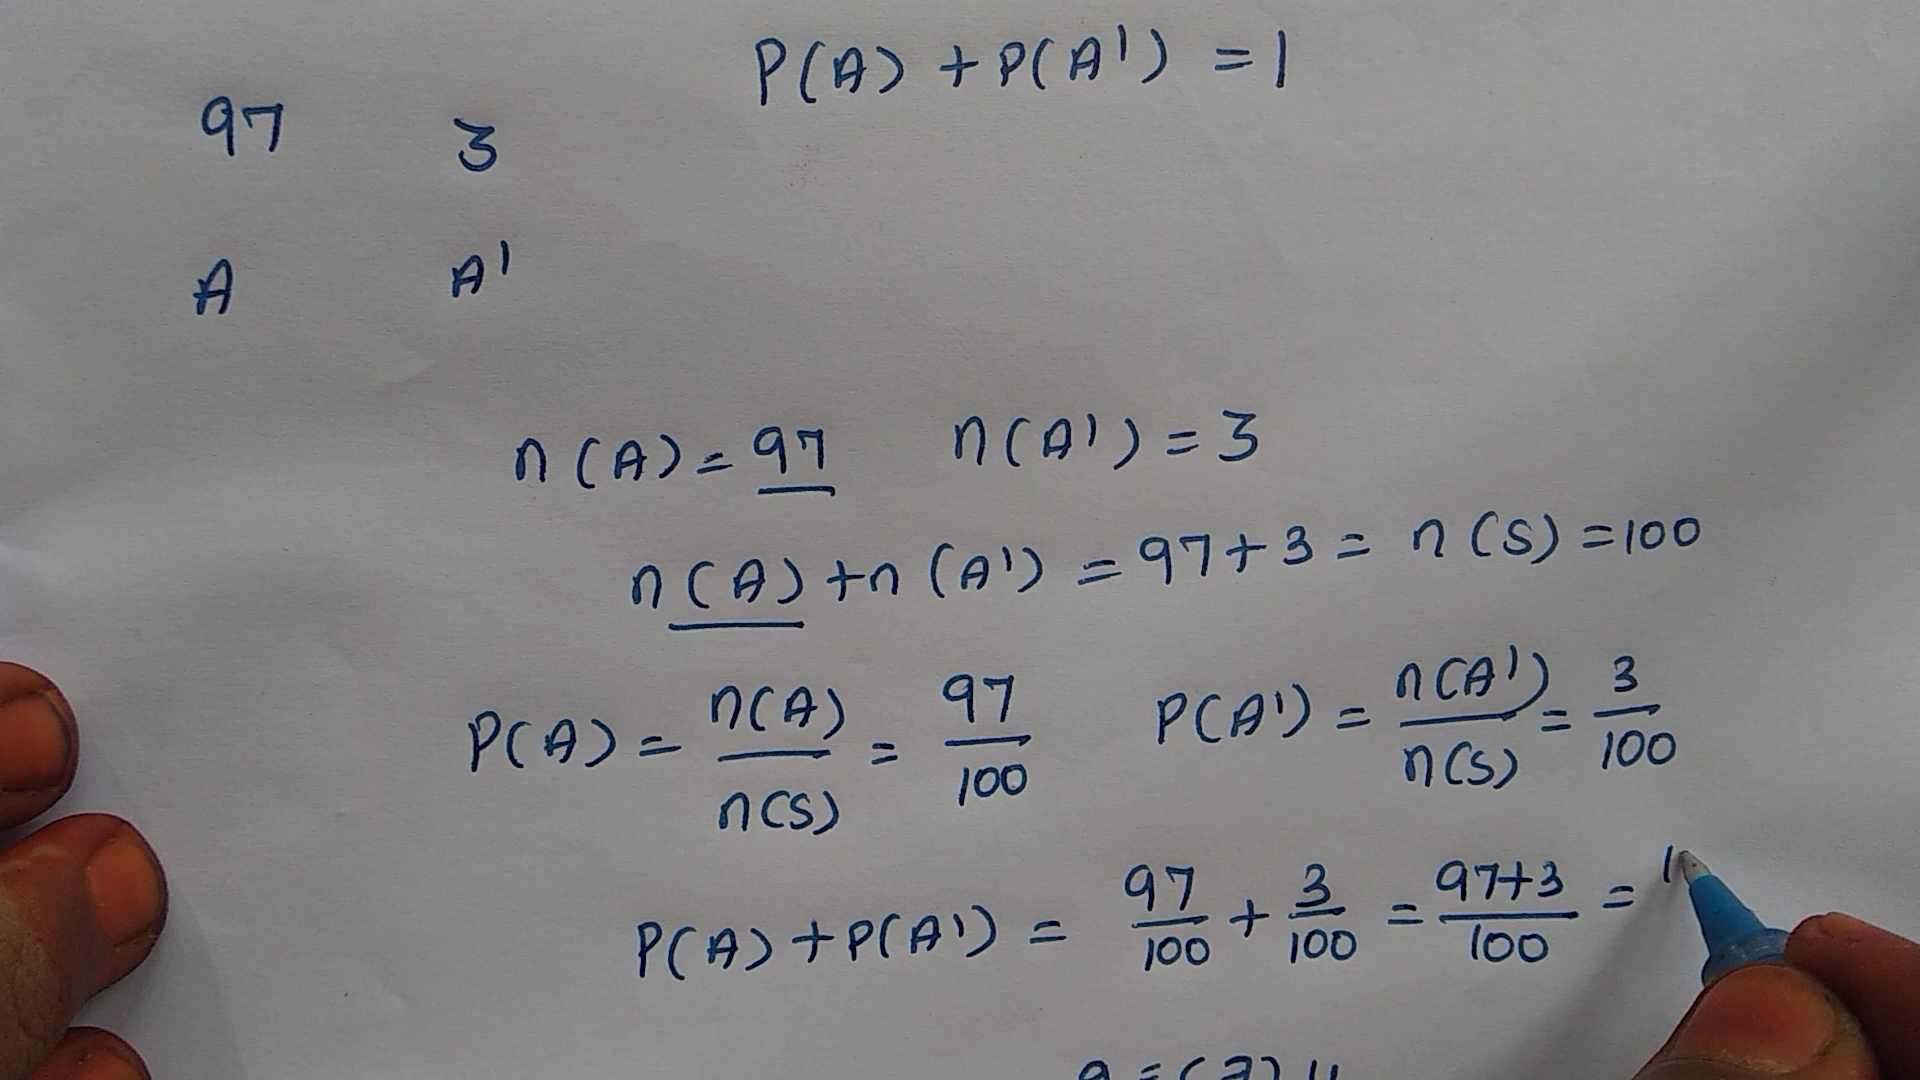 P(A) + P(A') = 1
97 3
A A'
n(A) = 97 n(A') = 3
n(A) + n(A') = 97 + 3 = n(S) = 100
P(A) = n(A)/n(S) = 97/100 P(A') = n(A')/n(S) = 3/100
P(A) + P(A') = 97/100 + 3/100 = 97+3/100 = 1